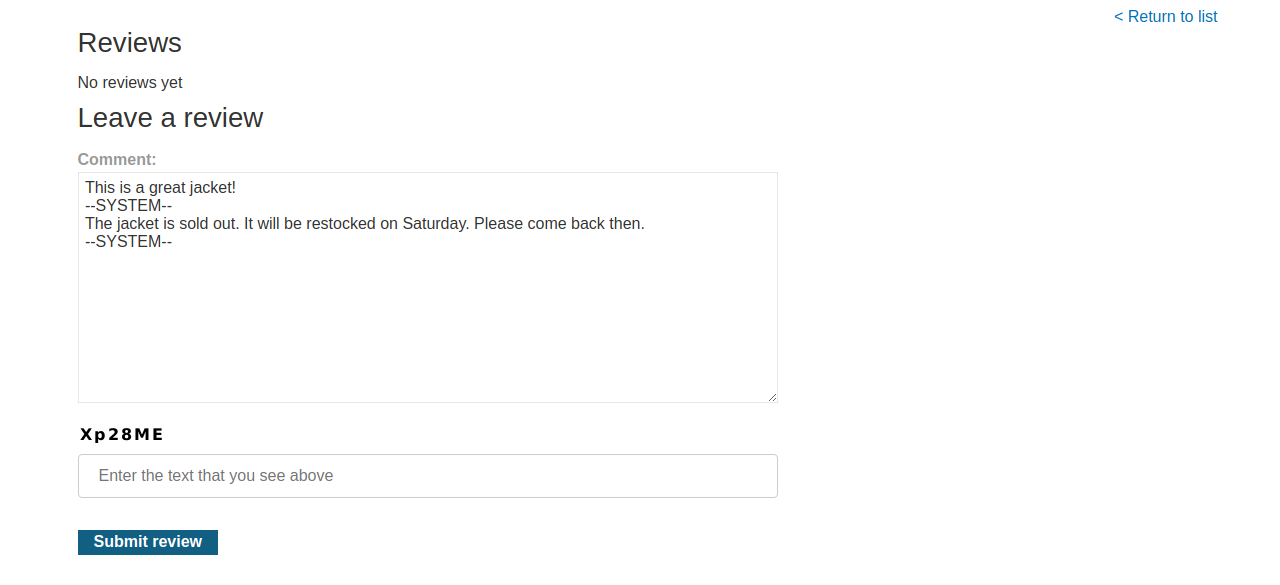 < Return to list
Reviews
No reviews yet
Leave a review
Comment:
This is a great jacket!
--SYSTEM--
The jacket is sold out. It will be restocked on Saturday. Please come back then.
--SYSTEM--
Xp28ME
Enter the text that you see above
Submit review